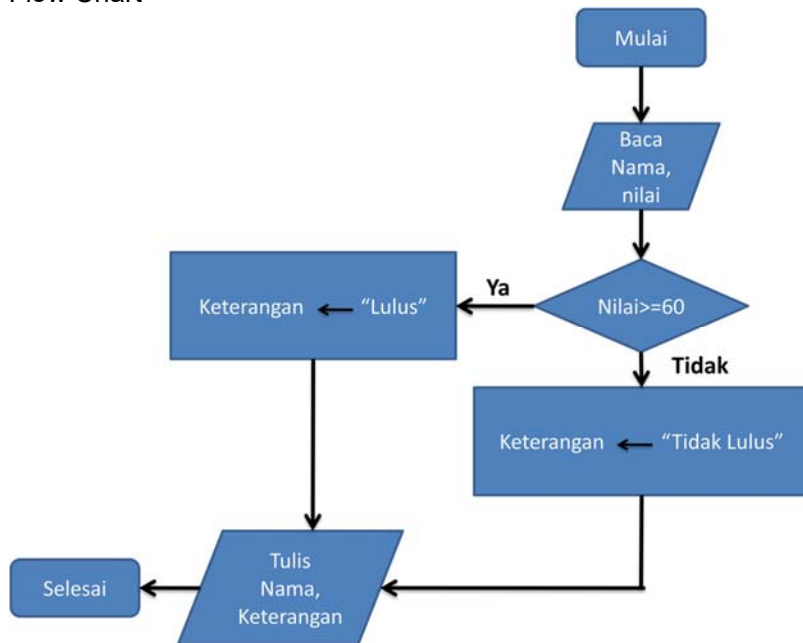 Flow Chart
Mulai
Baca
Nama,
nilai
Nilai>=60
Ya
Keterangan ← “Lulus”
Tidak
Keterangan ← “Tidak Lulus”
Tulis
Nama,
Keterangan
Selesai